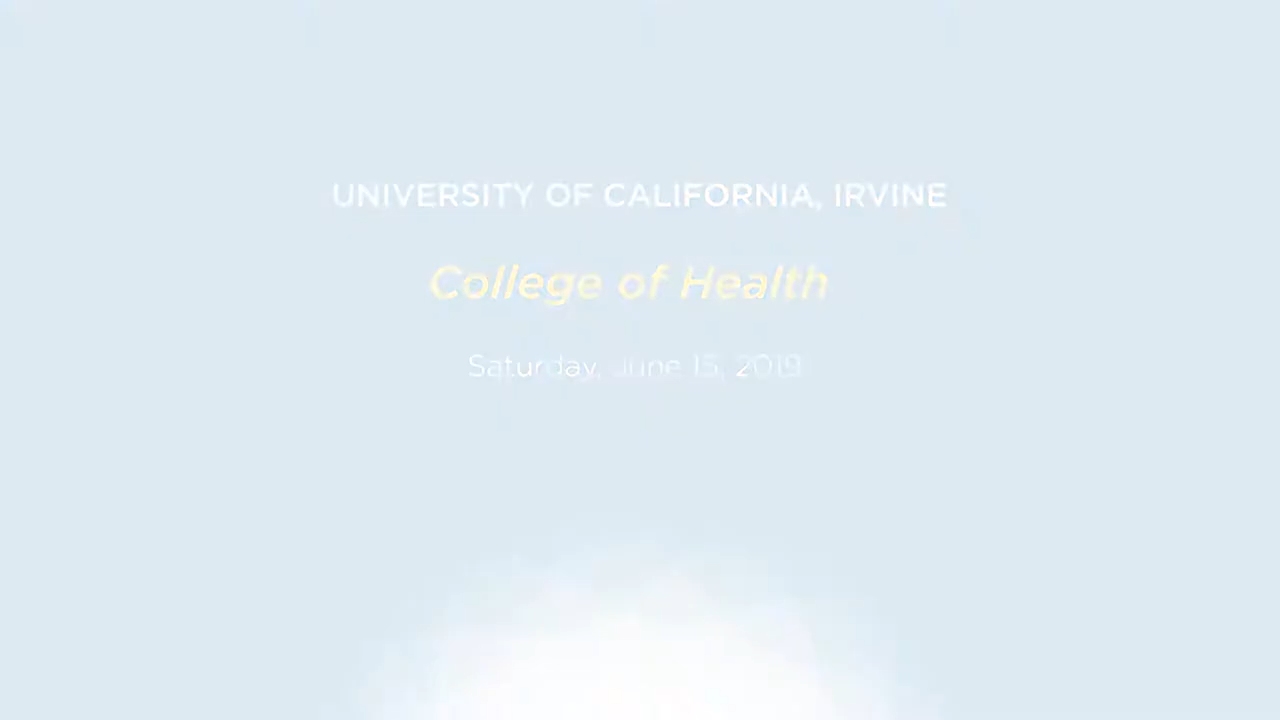 UNIVERSITY OF CALIFORNIA, IRVINE
College of Health
Saturday, June 15, 2019